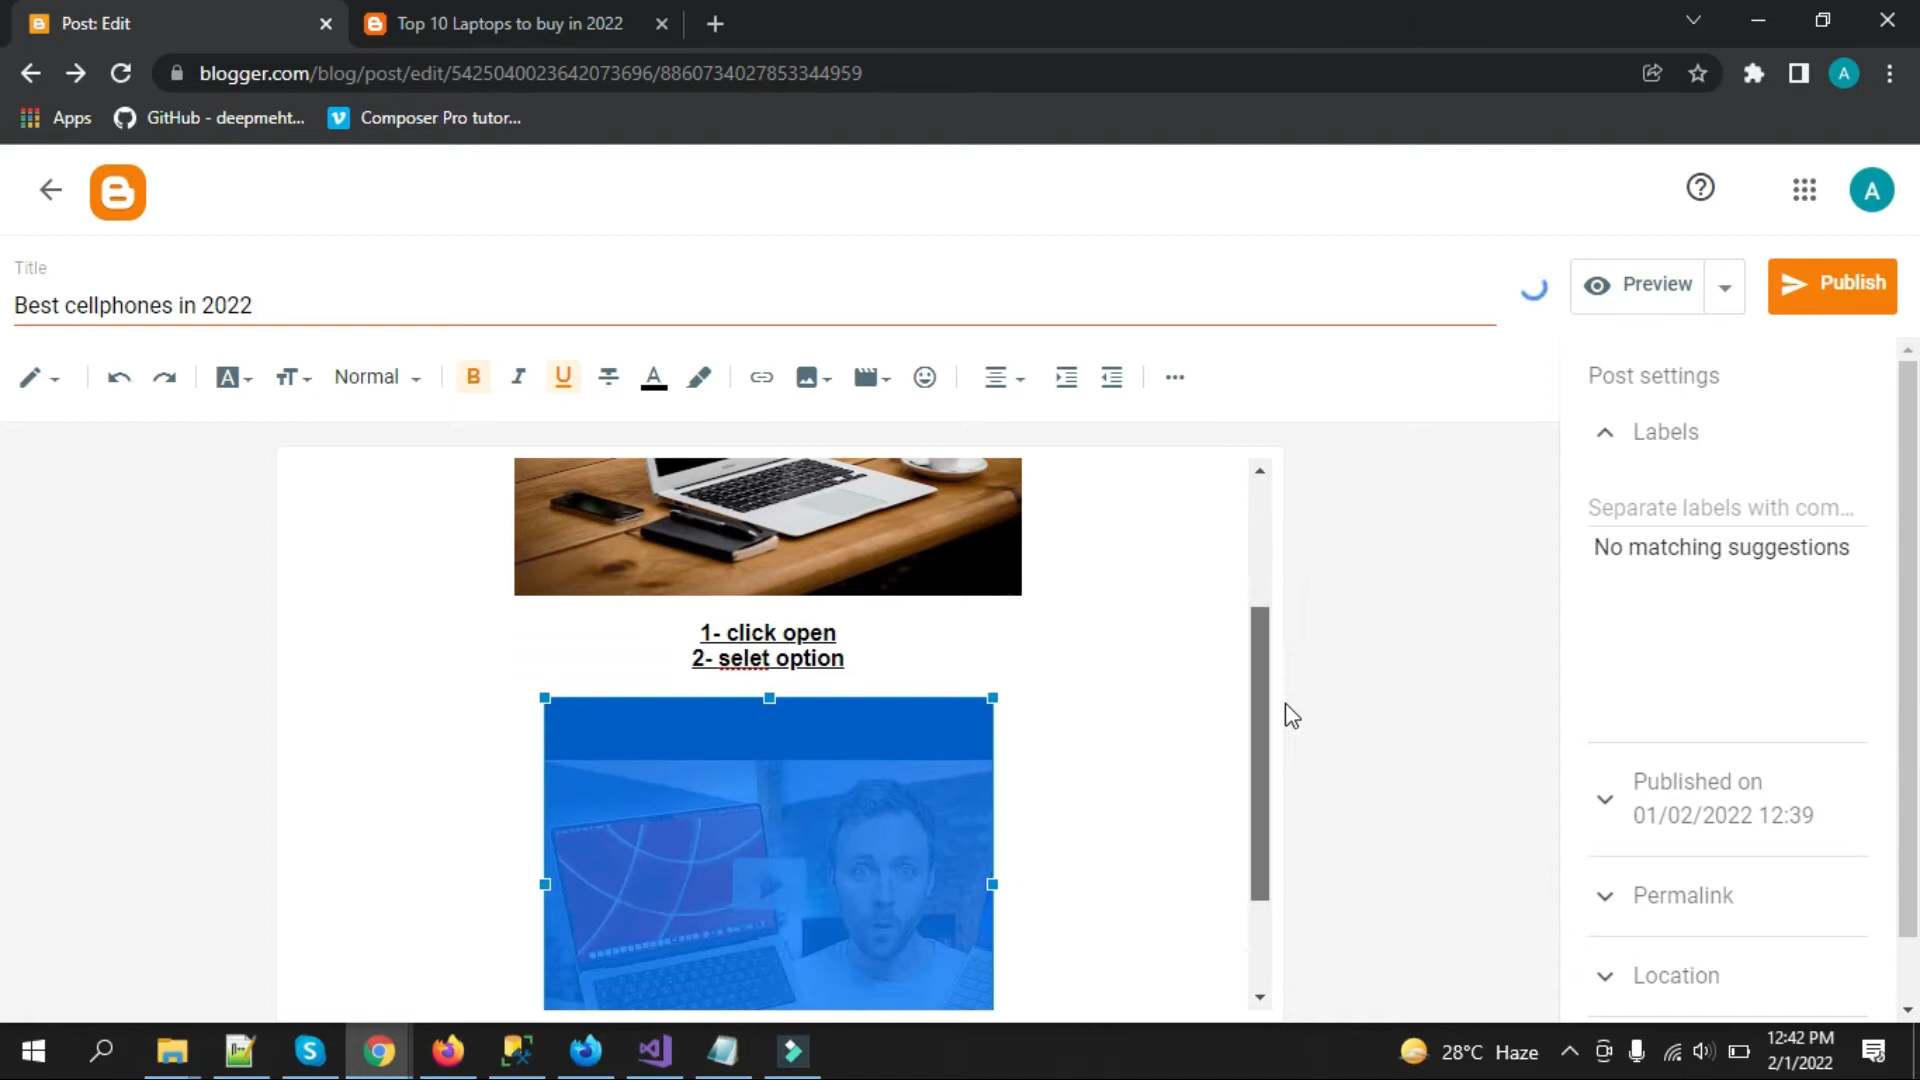 Post: Edit
Top 10 Laptops to buy in 2022
blogger.com/blog/post/edit/5425040023642073696/8860734027853344959
A
Apps
GitHub - deepmeht...
Composer Pro tutor...
A
Title
Best cellphones in 2022
Preview
Publish
Normal
B
I
U
A
Post settings
Labels
Separate labels with com...
No matching suggestions
1- click open
2- selet option
Published on
01/02/2022 12:39
Permalink
Location
28°C Haze
12:42 PM
2/1/2022